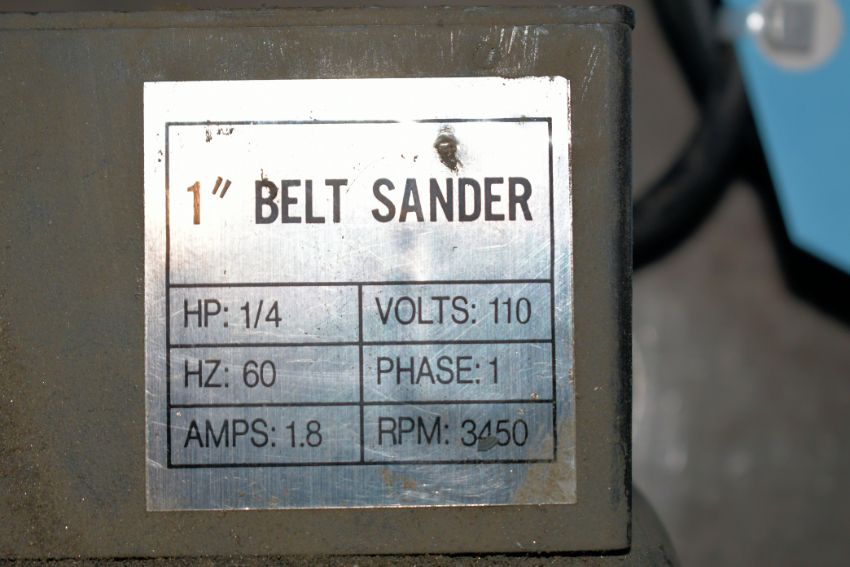 1" BELT SANDER
HP: 1/4 VOLTS: 110
HZ: 60 PHASE: 1
AMPS: 1.8 RPM: 3450